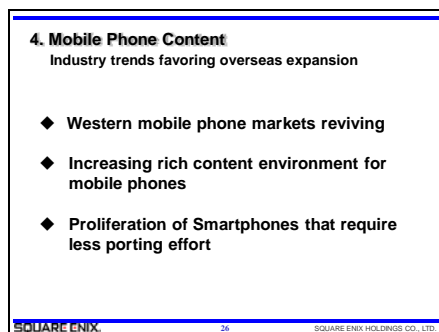 4. Mobile Phone Content
Industry trends favoring overseas expansion
◆ Western mobile phone markets reviving
◆ Increasing rich content environment for
mobile phones
◆ Proliferation of Smartphones that require
less porting effort
SQUARE ENIX.
26
SQUARE ENIX HOLDINGS CO., LTD.